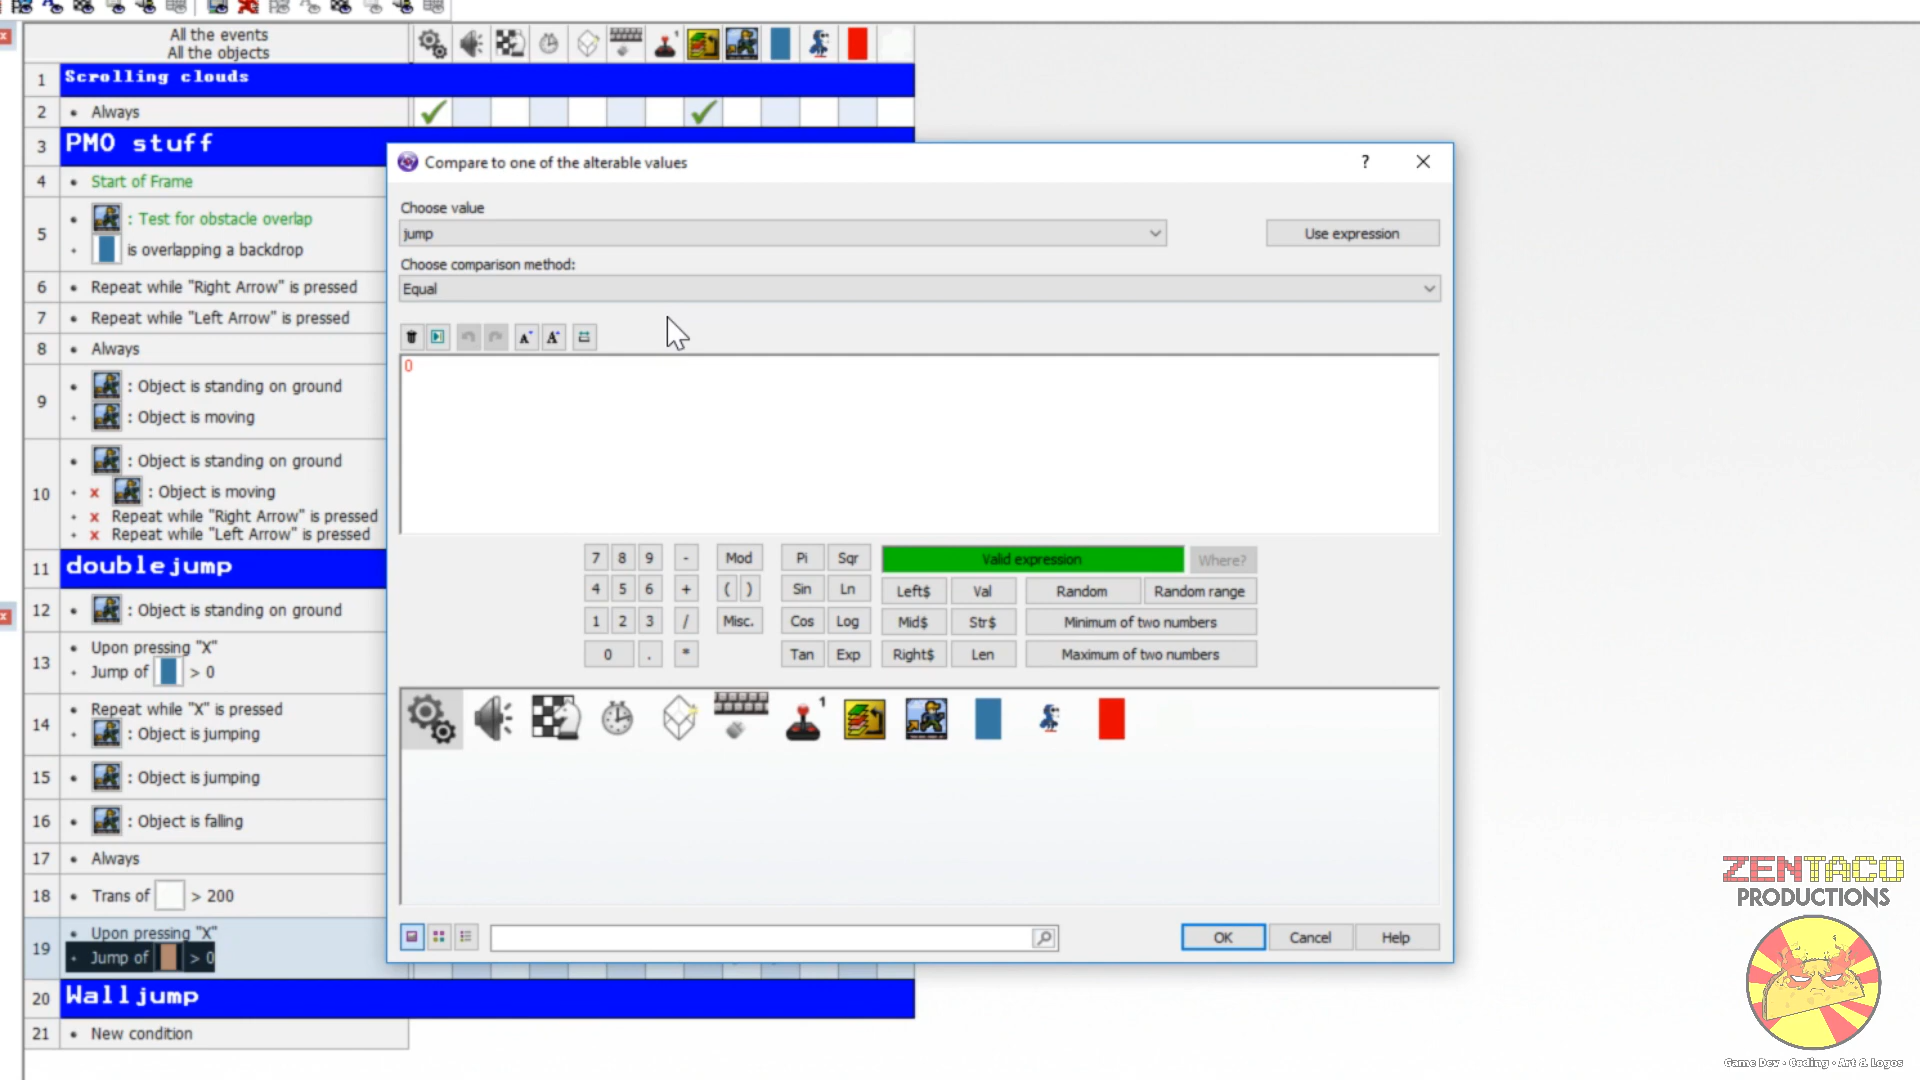 All the events
All the objects
1 Scrolling clouds
2 • Always
3 PMO stuff
4 • Start of Frame
5 • : Test for obstacle overlap
is overlapping a backdrop
6 • Repeat while "Right Arrow" is pressed
7 • Repeat while "Left Arrow" is pressed
8 • Always
9 • : Object is standing on ground
: Object is moving
10 • : Object is standing on ground
x : Object is moving
x Repeat while "Right Arrow" is pressed
x Repeat while "Left Arrow" is pressed
11 doublejump
12 • : Object is standing on ground
13 • Upon pressing "X"
Jump of > 0
14 • Repeat while "X" is pressed
: Object is jumping
15 • : Object is jumping
16 • : Object is falling
17 • Always
18 • Trans of > 200
19 • Upon pressing "X"
Jump of > 0
20 Walljump
21 • New condition
Compare to one of the alterable values
?
Choose value
jump
Use expression
Choose comparison method:
Equal
0
7 8 9 - Mod Pi Sqr Valid expression Where?
4 5 6 + ( ) Sin Ln Left$ Val Random Random range
1 2 3 / Misc. Cos Log Mid$ Str$ Minimum of two numbers
0 . * Tan Exp Right$ Len Maximum of two numbers
1
OK Cancel Help
ZENTACO
PRODUCTIONS
Game Dev • Coding • Art & Logos